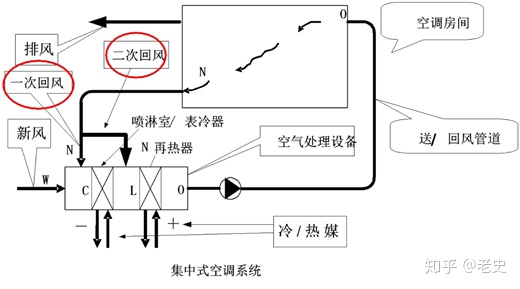 O
空调房间
排风
二次回风
N
一次回风
喷淋室/ 表冷器
新风
N
N 再热器
空气处理设备
送/ 回风管道
W
C
L
O
－
＋
冷/热媒
集中式空调系统
知乎 @老史